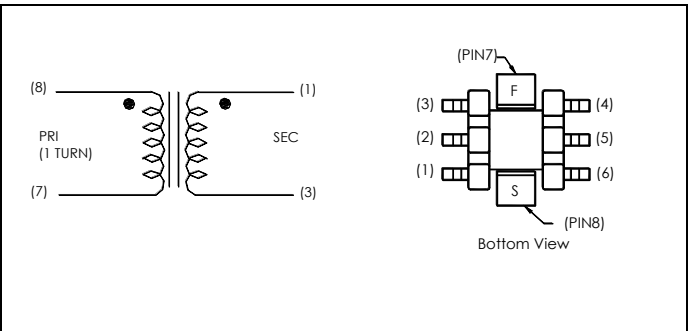 (8)
(1)
PRI
(1 TURN)
SEC
(7)
(3)
(PIN7)
F
(3)
(4)
(2)
(5)
(1)
(6)
S
(PIN8)
Bottom View